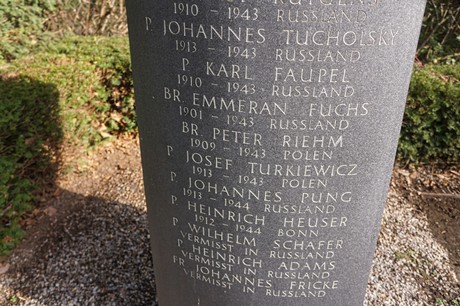 1910 - 1943 RUSSLAND
P JOHANNES TUCHOLSKY
1913 - 1943 RUSSLAND
P KARL FAUPEL
1910 - 1943 RUSSLAND
BR EMMERAN FUCHS
1901 - 1943 RUSSLAND
BR PETER RIEHM
1909 - 1943 POLEN
P JOSEF TURKIEWICZ
1913 - 1943 POLEN
P JOHANNES PUNG
1913 - 1944 RUSSLAND
P HEINRICH HEUSER
1912 - 1944 BONN
P WILHELM SCHÄFER
VERMISST IN RUSSLAND
P HEINRICH ADAMS
VERMISST IN RUSSLAND
FR JOHANNES FRICKE
VERMISST IN RUSSLAND